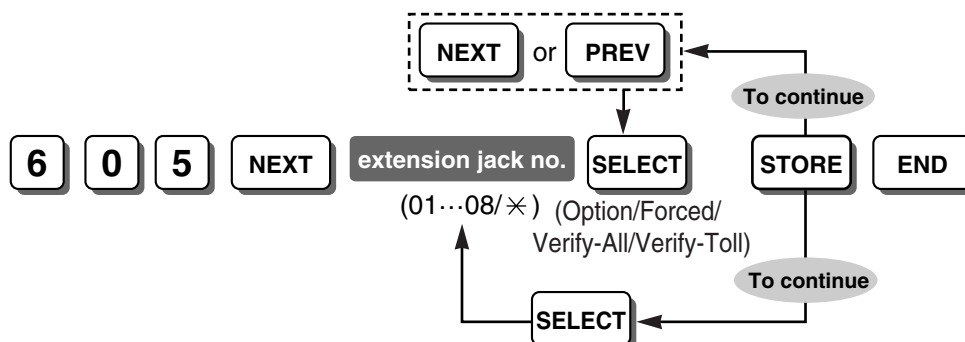 NEXT or PREV
To continue
6 0 5 NEXT extension jack no. SELECT STORE END
(01···08/✳) (Option/Forced/
Verify-All/Verify-Toll)
To continue
SELECT